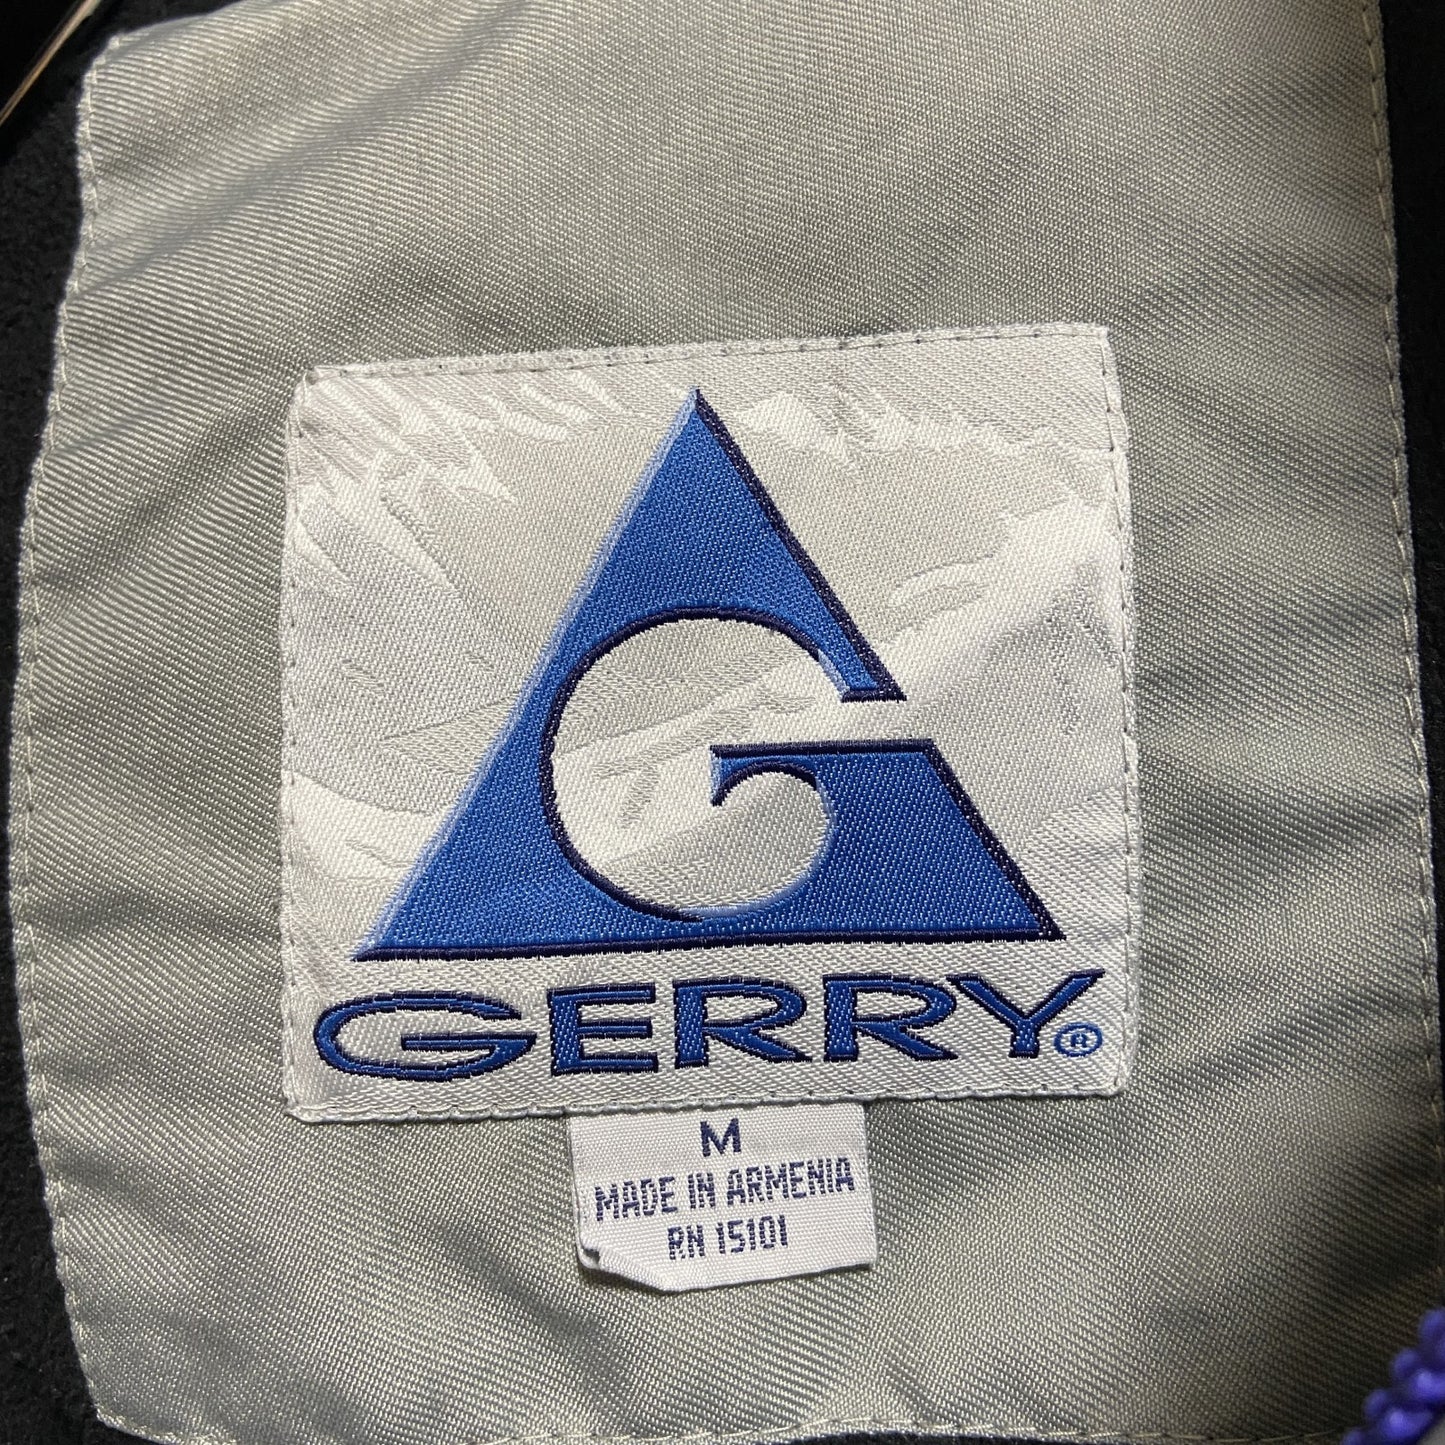 G
GERRY®
M
MADE IN ARMENIA
RN 15101